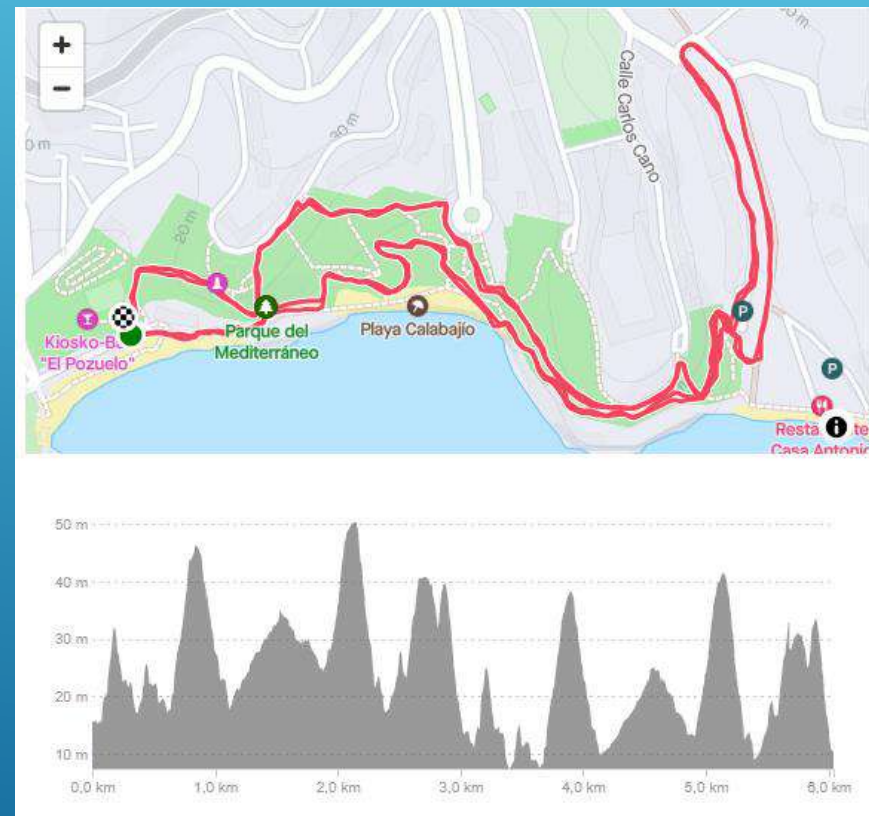 +
−
30 m
m
20 m
Calle Carlos Cano
Kiosko-B
"El Pozuelo"
Parque del
Mediterráneo
Playa Calabajío
P
P
Resta te
Casa Antonio
50 m
40 m
30 m
20 m
10 m
0,0 km
1,0 km
2,0 km
3,0 km
4,0 km
5,0 km
6,0 km